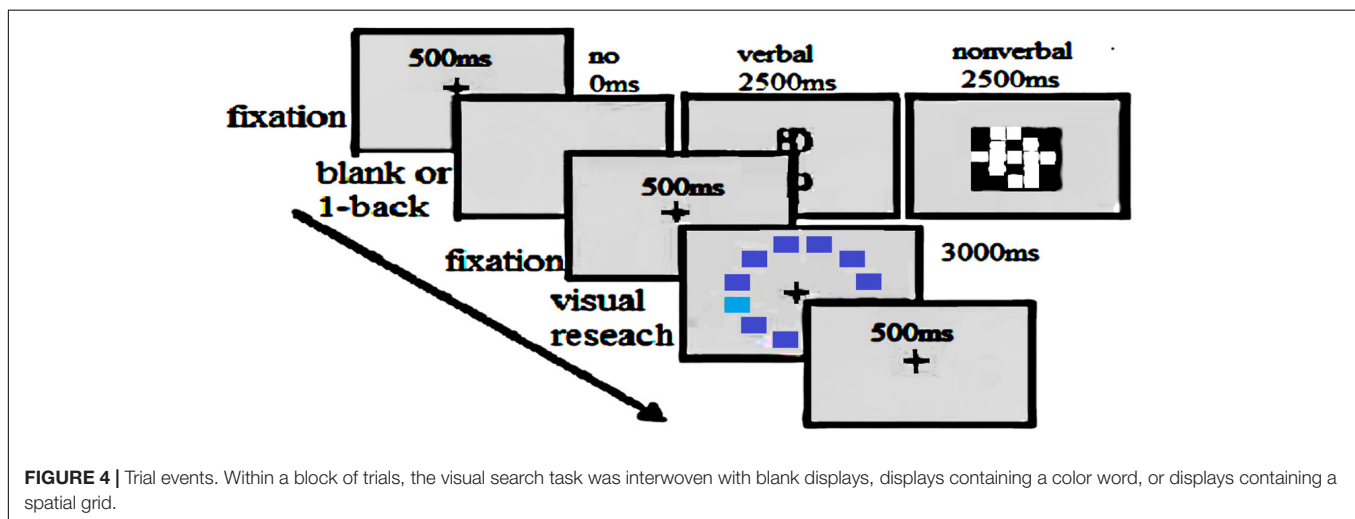 500ms
fixation
no
0ms
verbal
2500ms
nonverbal
2500ms
blank or
1-back
500ms
fixation
3000ms
visual
reseach
500ms
FIGURE 4 | Trial events. Within a block of trials, the visual search task was interwoven with blank displays, displays containing a color word, or displays containing a
spatial grid.